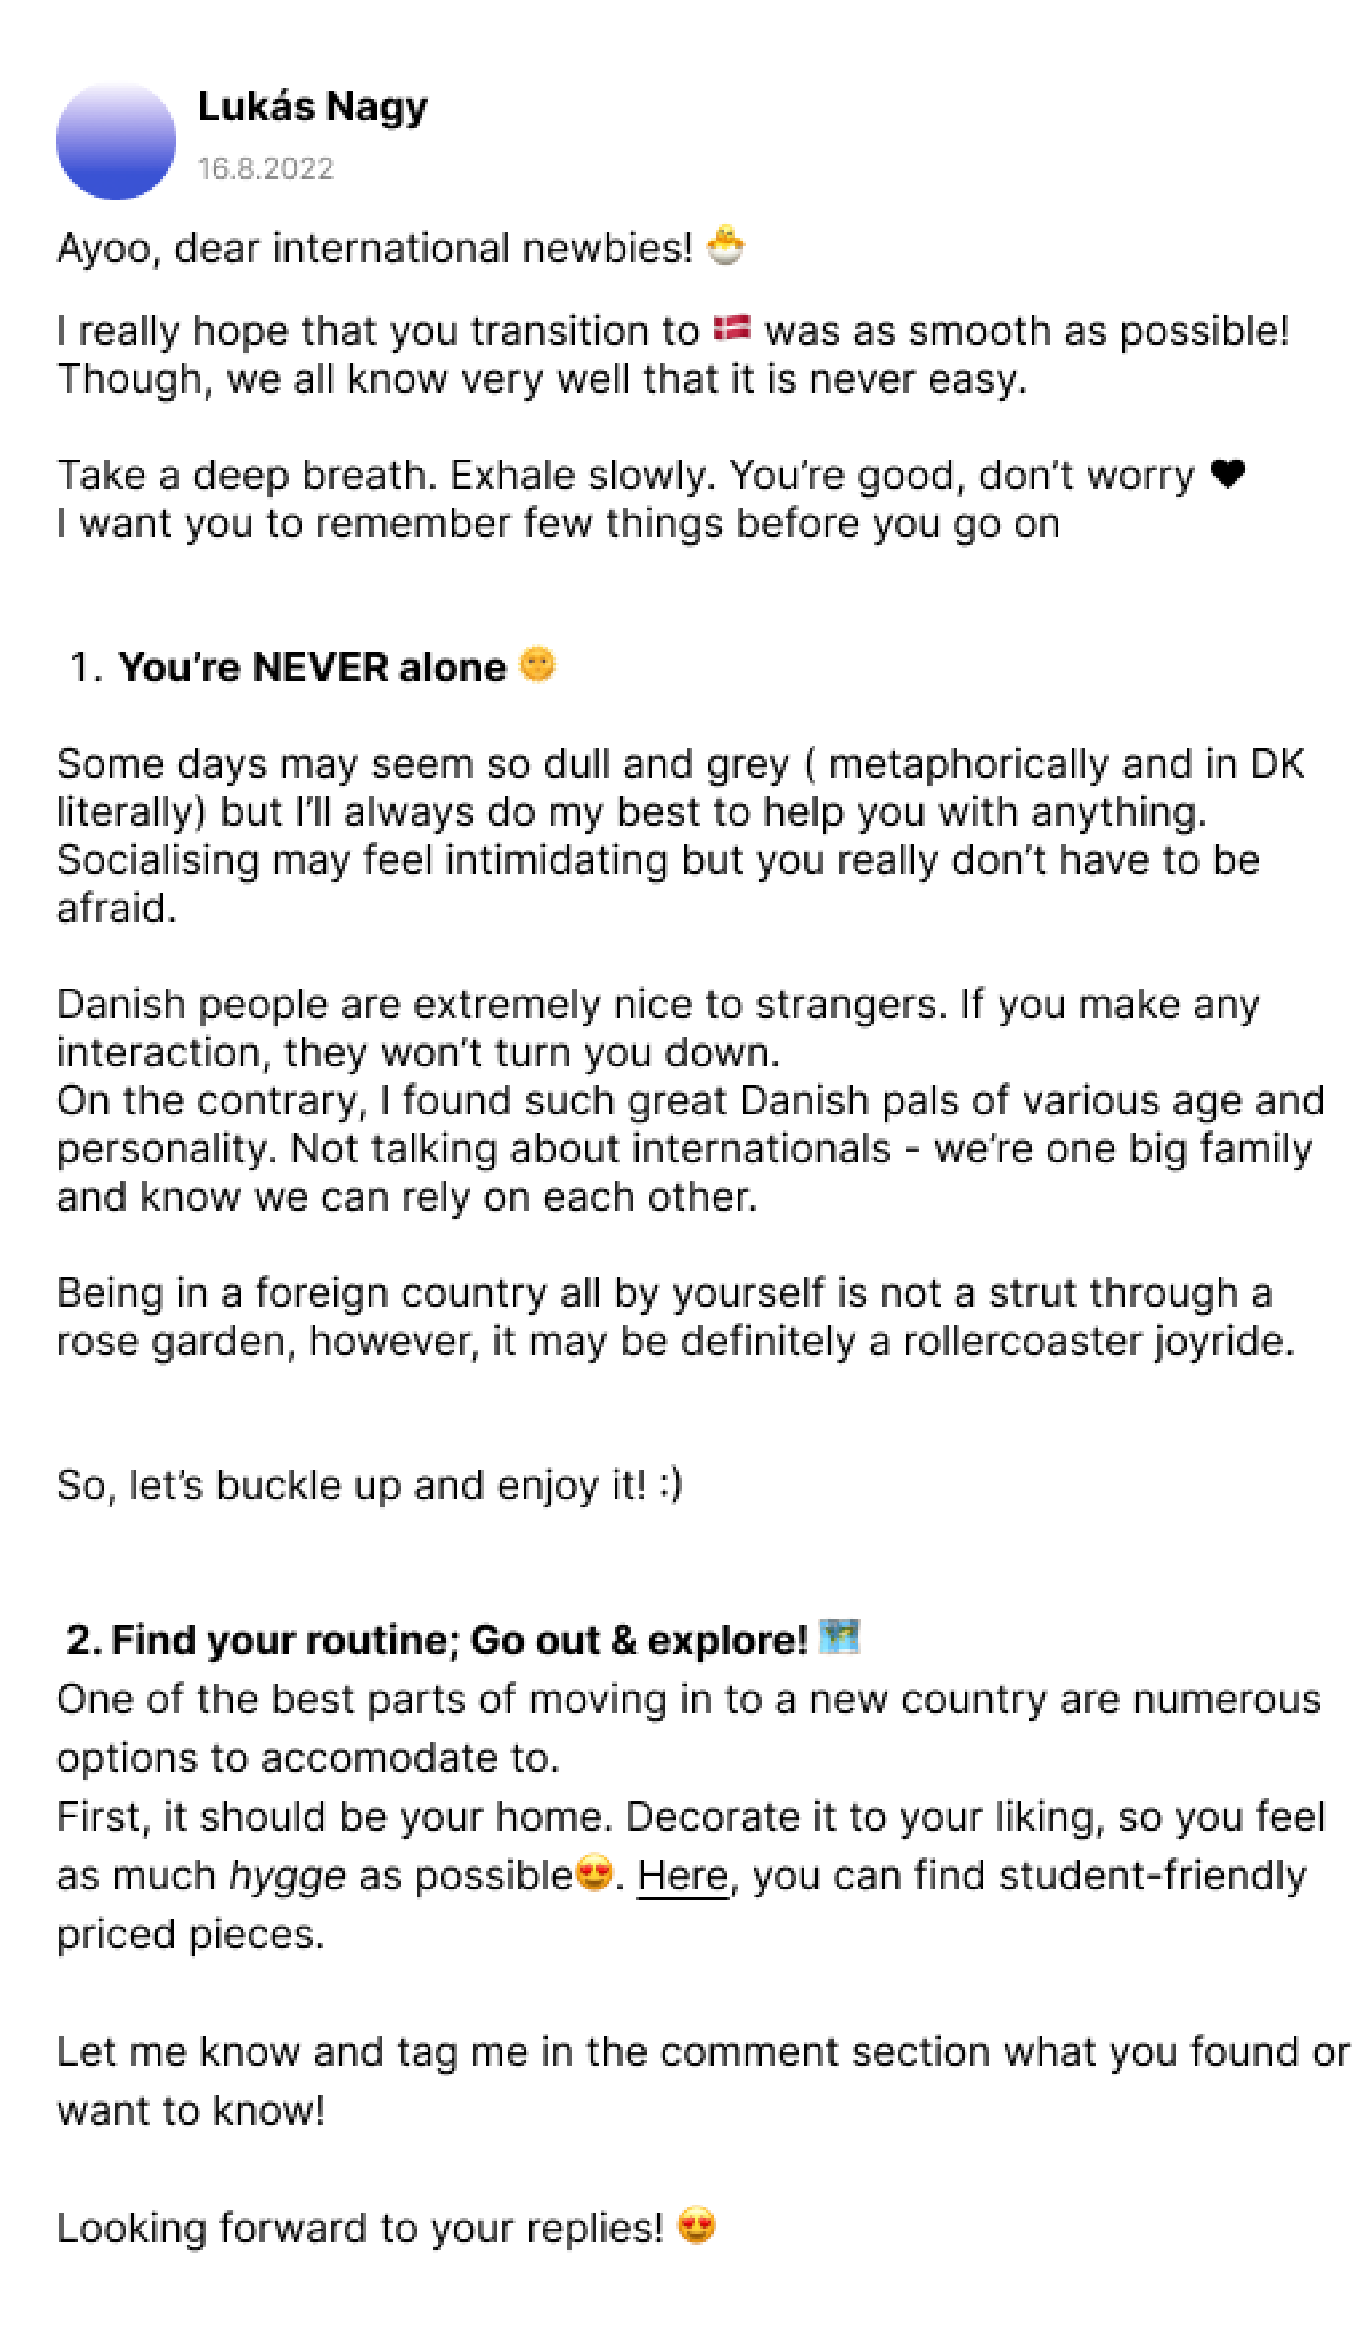 Lukás Nagy
16.8.2022
Ayoo, dear international newbies! 🐣
I really hope that you transition to 🇩🇰 was as smooth as possible!
Though, we all know very well that it is never easy.
Take a deep breath. Exhale slowly. You’re good, don’t worry ♥
I want you to remember few things before you go on
1. You’re NEVER alone 🌞
Some days may seem so dull and grey ( metaphorically and in DK
literally) but I’ll always do my best to help you with anything.
Socialising may feel intimidating but you really don’t have to be
afraid.
Danish people are extremely nice to strangers. If you make any
interaction, they won’t turn you down.
On the contrary, I found such great Danish pals of various age and
personality. Not talking about internationals - we’re one big family
and know we can rely on each other.
Being in a foreign country all by yourself is not a strut through a
rose garden, however, it may be definitely a rollercoaster joyride.
So, let’s buckle up and enjoy it! :)
2. Find your routine; Go out & explore! 🗺️
One of the best parts of moving in to a new country are numerous
options to accomodate to.
First, it should be your home. Decorate it to your liking, so you feel
as much hygge as possible😍. Here, you can find student-friendly
priced pieces.
Let me know and tag me in the comment section what you found or
want to know!
Looking forward to your replies! 😍